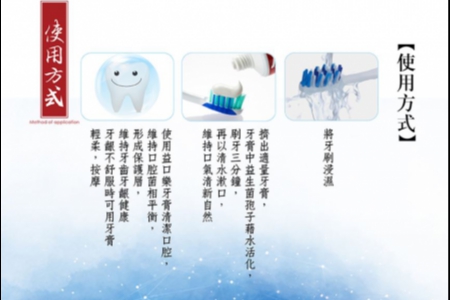 使用方式
Method of application
【使用方式】
將牙刷浸濕
擠出適量牙膏，
牙膏中益生菌孢子藉水活化，
刷牙三分鐘，
再以清水漱口，
維持口氣清新自然
使用益口樂牙膏清潔口腔，
維持口腔菌相平衡，
形成保護層，
維持牙齒牙齦健康
牙齦不舒服時可用牙膏
輕柔，按摩